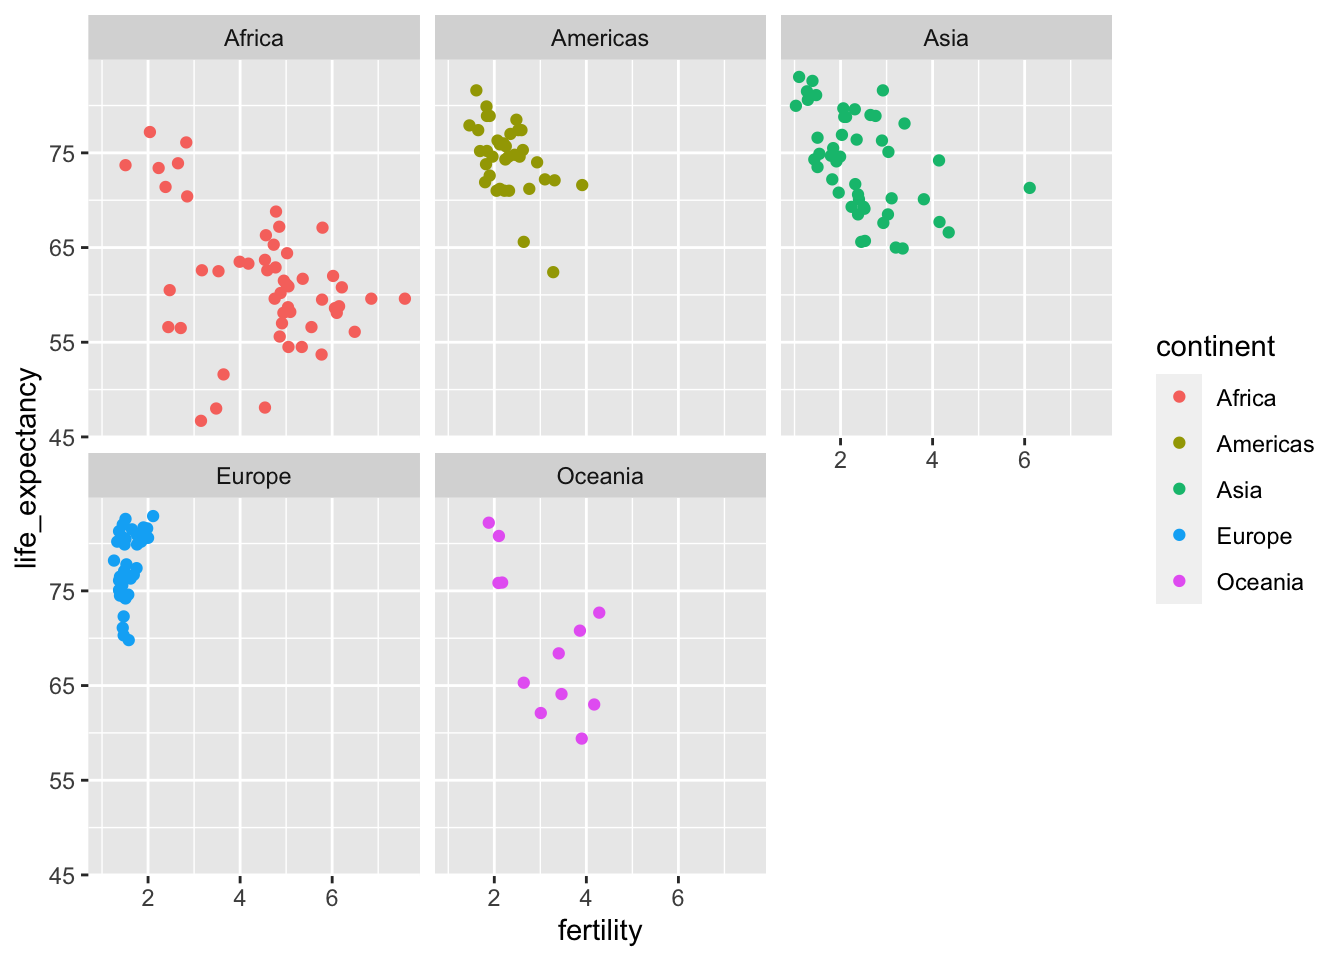 Africa
Americas
Asia
75
65
55
45
2 4 6
Europe
Oceania
75
65
55
45
2 4 6
2 4 6
fertility
life_expectancy
continent
Africa
Americas
Asia
Europe
Oceania